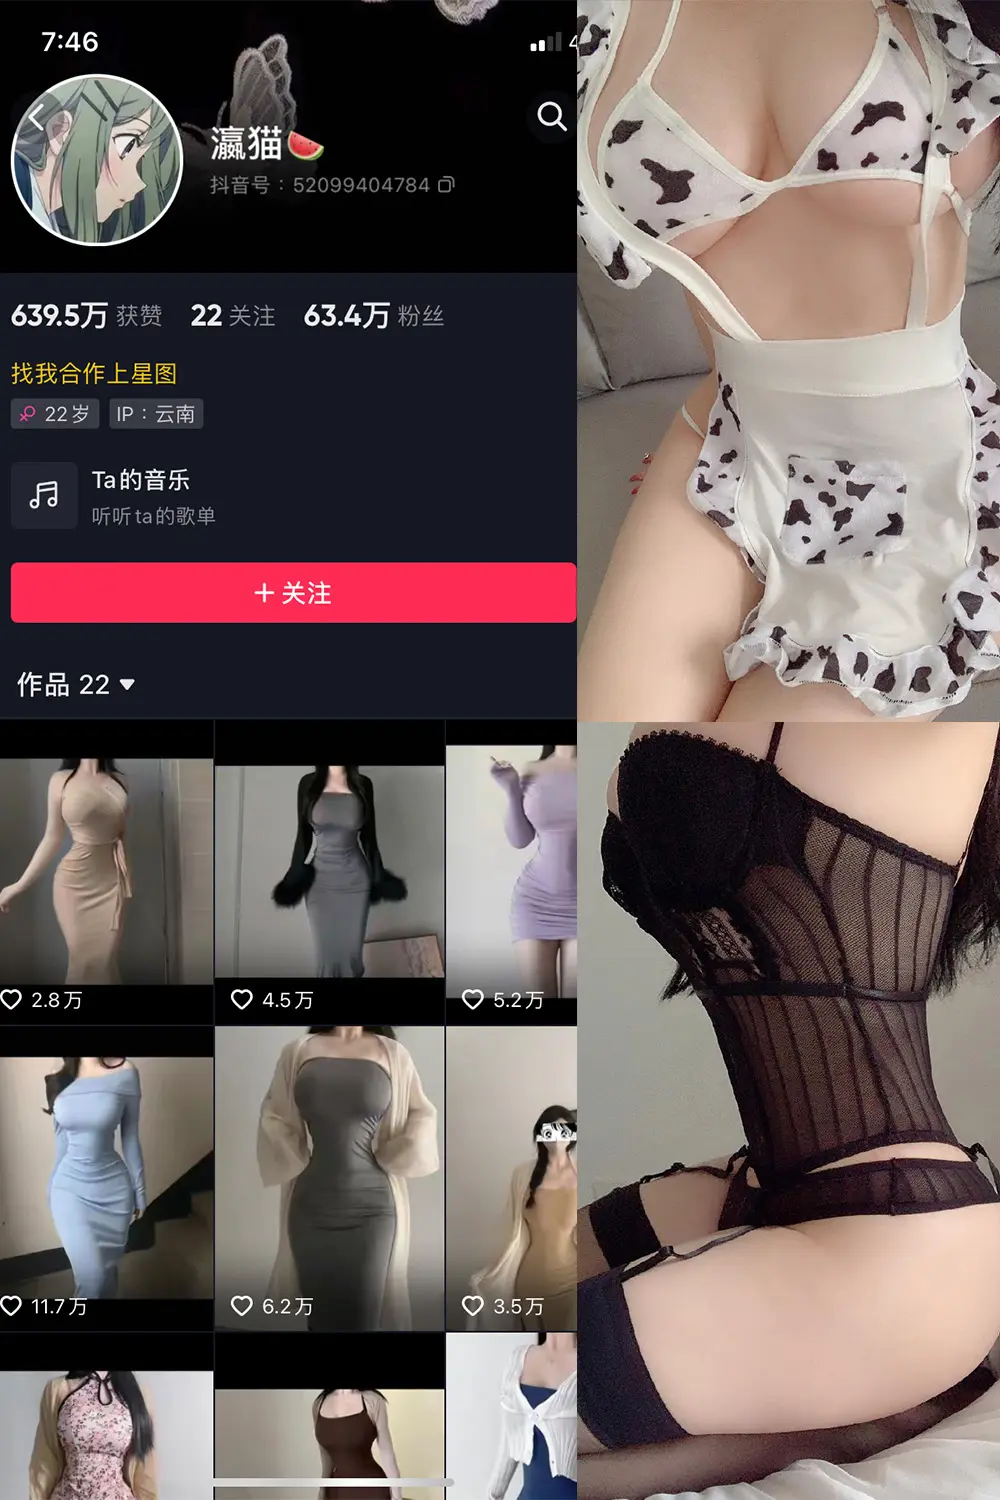 7:46
4
瀛猫🍉
抖音号：52099404784
639.5万 获赞 22 关注 63.4万 粉丝
找我合作上星图
22岁 IP：云南
Ta的音乐
听听ta的歌单
+ 关注
作品 22
2.8万 4.5万 5.2万
11.7万 6.2万 3.5万